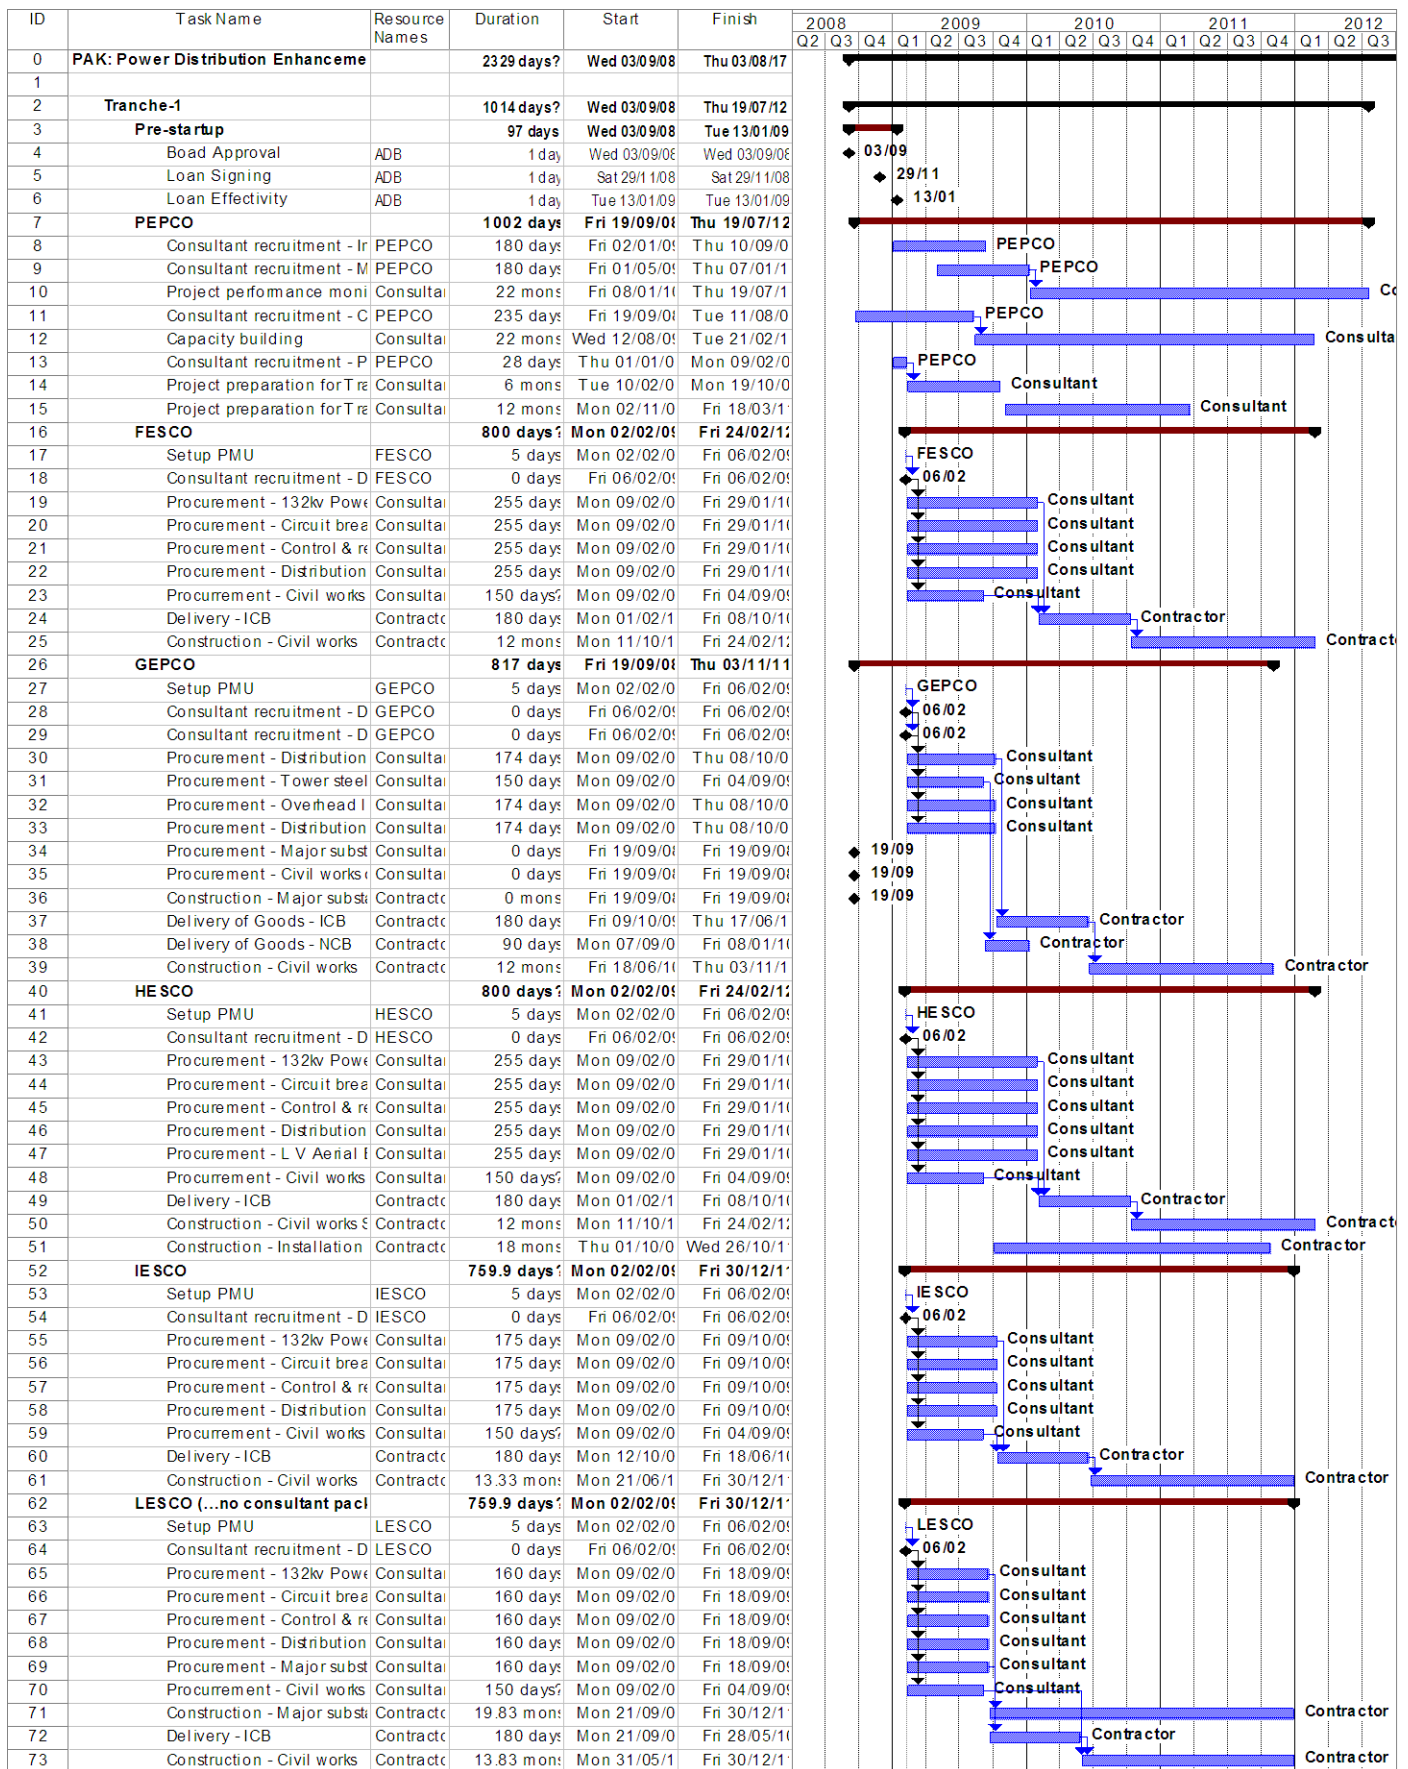 ID Task Name Resource Names Duration Start Finish 2008 2009 2010 2011 2012
Q2 Q3 Q4 Q1 Q2 Q3 Q4 Q1 Q2 Q3 Q4 Q1 Q2 Q3 Q4 Q1 Q2 Q3
0 PAK: Power Distribution Enhanceme 2329 days? Wed 03/09/08 Thu 03/08/17
1
2 Tranche-1 1014 days? Wed 03/09/08 Thu 19/07/12
3 Pre-startup 97 days Wed 03/09/08 Tue 13/01/09
4 Boad Approval ADB 1 day Wed 03/09/08 Wed 03/09/08 03/09
5 Loan Signing ADB 1 day Sat 29/11/08 Sat 29/11/08 29/11
6 Loan Effectivity ADB 1 day Tue 13/01/09 Tue 13/01/09 13/01
7 PEPCO 1002 days Fri 19/09/08 Thu 19/07/12
8 Consultant recruitment - Ir PEPCO 180 days Fri 02/01/09 Thu 10/09/0 PEPCO
9 Consultant recruitment - M PEPCO 180 days Fri 01/05/09 Thu 07/01/1 PEPCO
10 Project performance moni Consultar 22 mons Fri 08/01/10 Thu 19/07/1 Co
11 Consultant recruitment - C PEPCO 235 days Fri 19/09/08 Tue 11/08/0 PEPCO
12 Capacity building Consultar 22 mons Wed 12/08/09 Tue 21/02/1 Consulta
13 Consultant recruitment - P PEPCO 28 days Thu 01/01/0 Mon 09/02/0 PEPCO
14 Project preparation for Tra Consultar 6 mons Tue 10/02/0 Mon 19/10/0 Consultant
15 Project preparation for Tra Consultar 12 mons Mon 02/11/0 Fri 18/03/11 Consultant
16 FESCO 800 days? Mon 02/02/09 Fri 24/02/12
17 Setup PMU FESCO 5 days Mon 02/02/0 Fri 06/02/09 FESCO
18 Consultant recruitment - D FESCO 0 days Fri 06/02/09 Fri 06/02/09 06/02
19 Procurement - 132kv Powe Consultar 255 days Mon 09/02/0 Fri 29/01/10 Consultant
20 Procurement - Circuit brea Consultar 255 days Mon 09/02/0 Fri 29/01/10 Consultant
21 Procurement - Control & re Consultar 255 days Mon 09/02/0 Fri 29/01/10 Consultant
22 Procurement - Distribution Consultar 255 days Mon 09/02/0 Fri 29/01/10 Consultant
23 Procurrement - Civil works Consultar 150 days? Mon 09/02/0 Fri 04/09/09 Consultant
24 Delivery - ICB Contracto 180 days Mon 01/02/1 Fri 08/10/10 Contractor
25 Construction - Civil works Contracto 12 mons Mon 11/10/1 Fri 24/02/12 Contracto
26 GEPCO 817 days Fri 19/09/08 Thu 03/11/11
27 Setup PMU GEPCO 5 days Mon 02/02/0 Fri 06/02/09 GEPCO
28 Consultant recruitment - D GEPCO 0 days Fri 06/02/09 Fri 06/02/09 06/02
29 Consultant recruitment - D GEPCO 0 days Fri 06/02/09 Fri 06/02/09 06/02
30 Procurement - Distribution Consultar 174 days Mon 09/02/0 Thu 08/10/0 Consultant
31 Procurement - Tower steel Consultar 150 days Mon 09/02/0 Fri 04/09/09 Consultant
32 Procurement - Overhead l Consultar 174 days Mon 09/02/0 Thu 08/10/0 Consultant
33 Procurement - Distribution Consultar 174 days Mon 09/02/0 Thu 08/10/0 Consultant
34 Procurement - Major subst Consultar 0 days Fri 19/09/08 Fri 19/09/08 19/09
35 Procurement - Civil works Consultar 0 days Fri 19/09/08 Fri 19/09/08 19/09
36 Construction - Major substa Contracto 0 mons Fri 19/09/08 Fri 19/09/08 19/09
37 Delivery of Goods - ICB Contracto 180 days Fri 09/10/09 Thu 17/06/1 Contractor
38 Delivery of Goods - NCB Contracto 90 days Mon 07/09/0 Fri 08/01/10 Contractor
39 Construction - Civil works Contracto 12 mons Fri 18/06/10 Thu 03/11/1 Contractor
40 HESCO 800 days? Mon 02/02/09 Fri 24/02/12
41 Setup PMU HESCO 5 days Mon 02/02/0 Fri 06/02/09 HESCO
42 Consultant recruitment - D HESCO 0 days Fri 06/02/09 Fri 06/02/09 06/02
43 Procurement - 132kv Powe Consultar 255 days Mon 09/02/0 Fri 29/01/10 Consultant
44 Procurement - Circuit brea Consultar 255 days Mon 09/02/0 Fri 29/01/10 Consultant
45 Procurement - Control & re Consultar 255 days Mon 09/02/0 Fri 29/01/10 Consultant
46 Procurement - Distribution Consultar 255 days Mon 09/02/0 Fri 29/01/10 Consultant
47 Procurement - L V Aerial B Consultar 255 days Mon 09/02/0 Fri 29/01/10 Consultant
48 Procurrement - Civil works Consultar 150 days? Mon 09/02/0 Fri 04/09/09 Consultant
49 Delivery - ICB Contracto 180 days Mon 01/02/1 Fri 08/10/10 Contractor
50 Construction - Civil works S Contracto 12 mons Mon 11/10/1 Fri 24/02/12 Contracto
51 Construction - Installation Contracto 18 mons Thu 01/10/0 Wed 26/10/1 Contractor
52 IESCO 759.9 days? Mon 02/02/09 Fri 30/12/11
53 Setup PMU IESCO 5 days Mon 02/02/0 Fri 06/02/09 IESCO
54 Consultant recruitment - D IESCO 0 days Fri 06/02/09 Fri 06/02/09 06/02
55 Procurement - 132kv Powe Consultar 175 days Mon 09/02/0 Fri 09/10/09 Consultant
56 Procurement - Circuit brea Consultar 175 days Mon 09/02/0 Fri 09/10/09 Consultant
57 Procurement - Control & re Consultar 175 days Mon 09/02/0 Fri 09/10/09 Consultant
58 Procurement - Distribution Consultar 175 days Mon 09/02/0 Fri 09/10/09 Consultant
59 Procurrement - Civil works Consultar 150 days? Mon 09/02/0 Fri 04/09/09 Consultant
60 Delivery - ICB Contracto 180 days Mon 12/10/0 Fri 18/06/10 Contractor
61 Construction - Civil works Contracto 13.33 mons Mon 21/06/1 Fri 30/12/11 Contractor
62 LESCO (...no consultant pack 759.9 days? Mon 02/02/09 Fri 30/12/11
63 Setup PMU LESCO 5 days Mon 02/02/0 Fri 06/02/09 LESCO
64 Consultant recruitment - D LESCO 0 days Fri 06/02/09 Fri 06/02/09 06/02
65 Procurement - 132kv Powe Consultar 160 days Mon 09/02/0 Fri 18/09/09 Consultant
66 Procurement - Circuit brea Consultar 160 days Mon 09/02/0 Fri 18/09/09 Consultant
67 Procurement - Control & re Consultar 160 days Mon 09/02/0 Fri 18/09/09 Consultant
68 Procurement - Distribution Consultar 160 days Mon 09/02/0 Fri 18/09/09 Consultant
69 Procurement - Major subst Consultar 160 days Mon 09/02/0 Fri 18/09/09 Consultant
70 Procurrement - Civil works Consultar 150 days? Mon 09/02/0 Fri 04/09/09 Consultant
71 Construction - Major substa Contracto 19.83 mons Mon 21/09/0 Fri 30/12/11 Contractor
72 Delivery - ICB Contracto 180 days Mon 21/09/0 Fri 28/05/10 Contractor
73 Construction - Civil works Contracto 13.83 mons Mon 31/05/1 Fri 30/12/11 Contractor